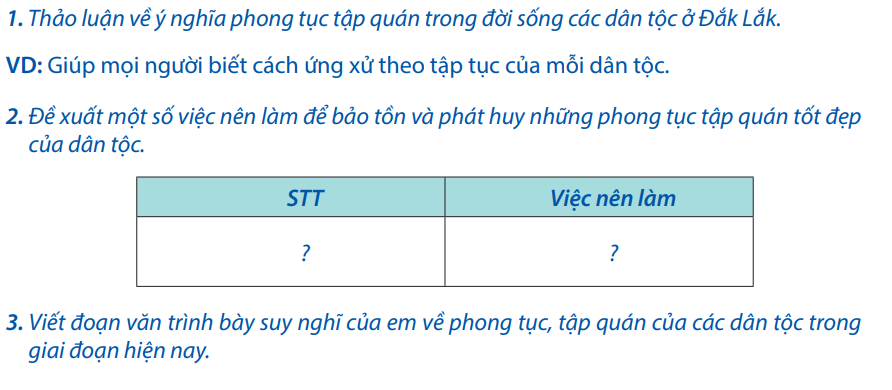 1. Thảo luận về ý nghĩa phong tục tập quán trong đời sống các dân tộc ở Đắk Lắk.
VD: Giúp mọi người biết cách ứng xử theo tập tục của mỗi dân tộc.
2. Đề xuất một số việc nên làm để bảo tồn và phát huy những phong tục tập quán tốt đẹp
của dân tộc.
STT Việc nên làm
? ?
3. Viết đoạn văn trình bày suy nghĩ của em về phong tục, tập quán của các dân tộc trong
giai đoạn hiện nay.